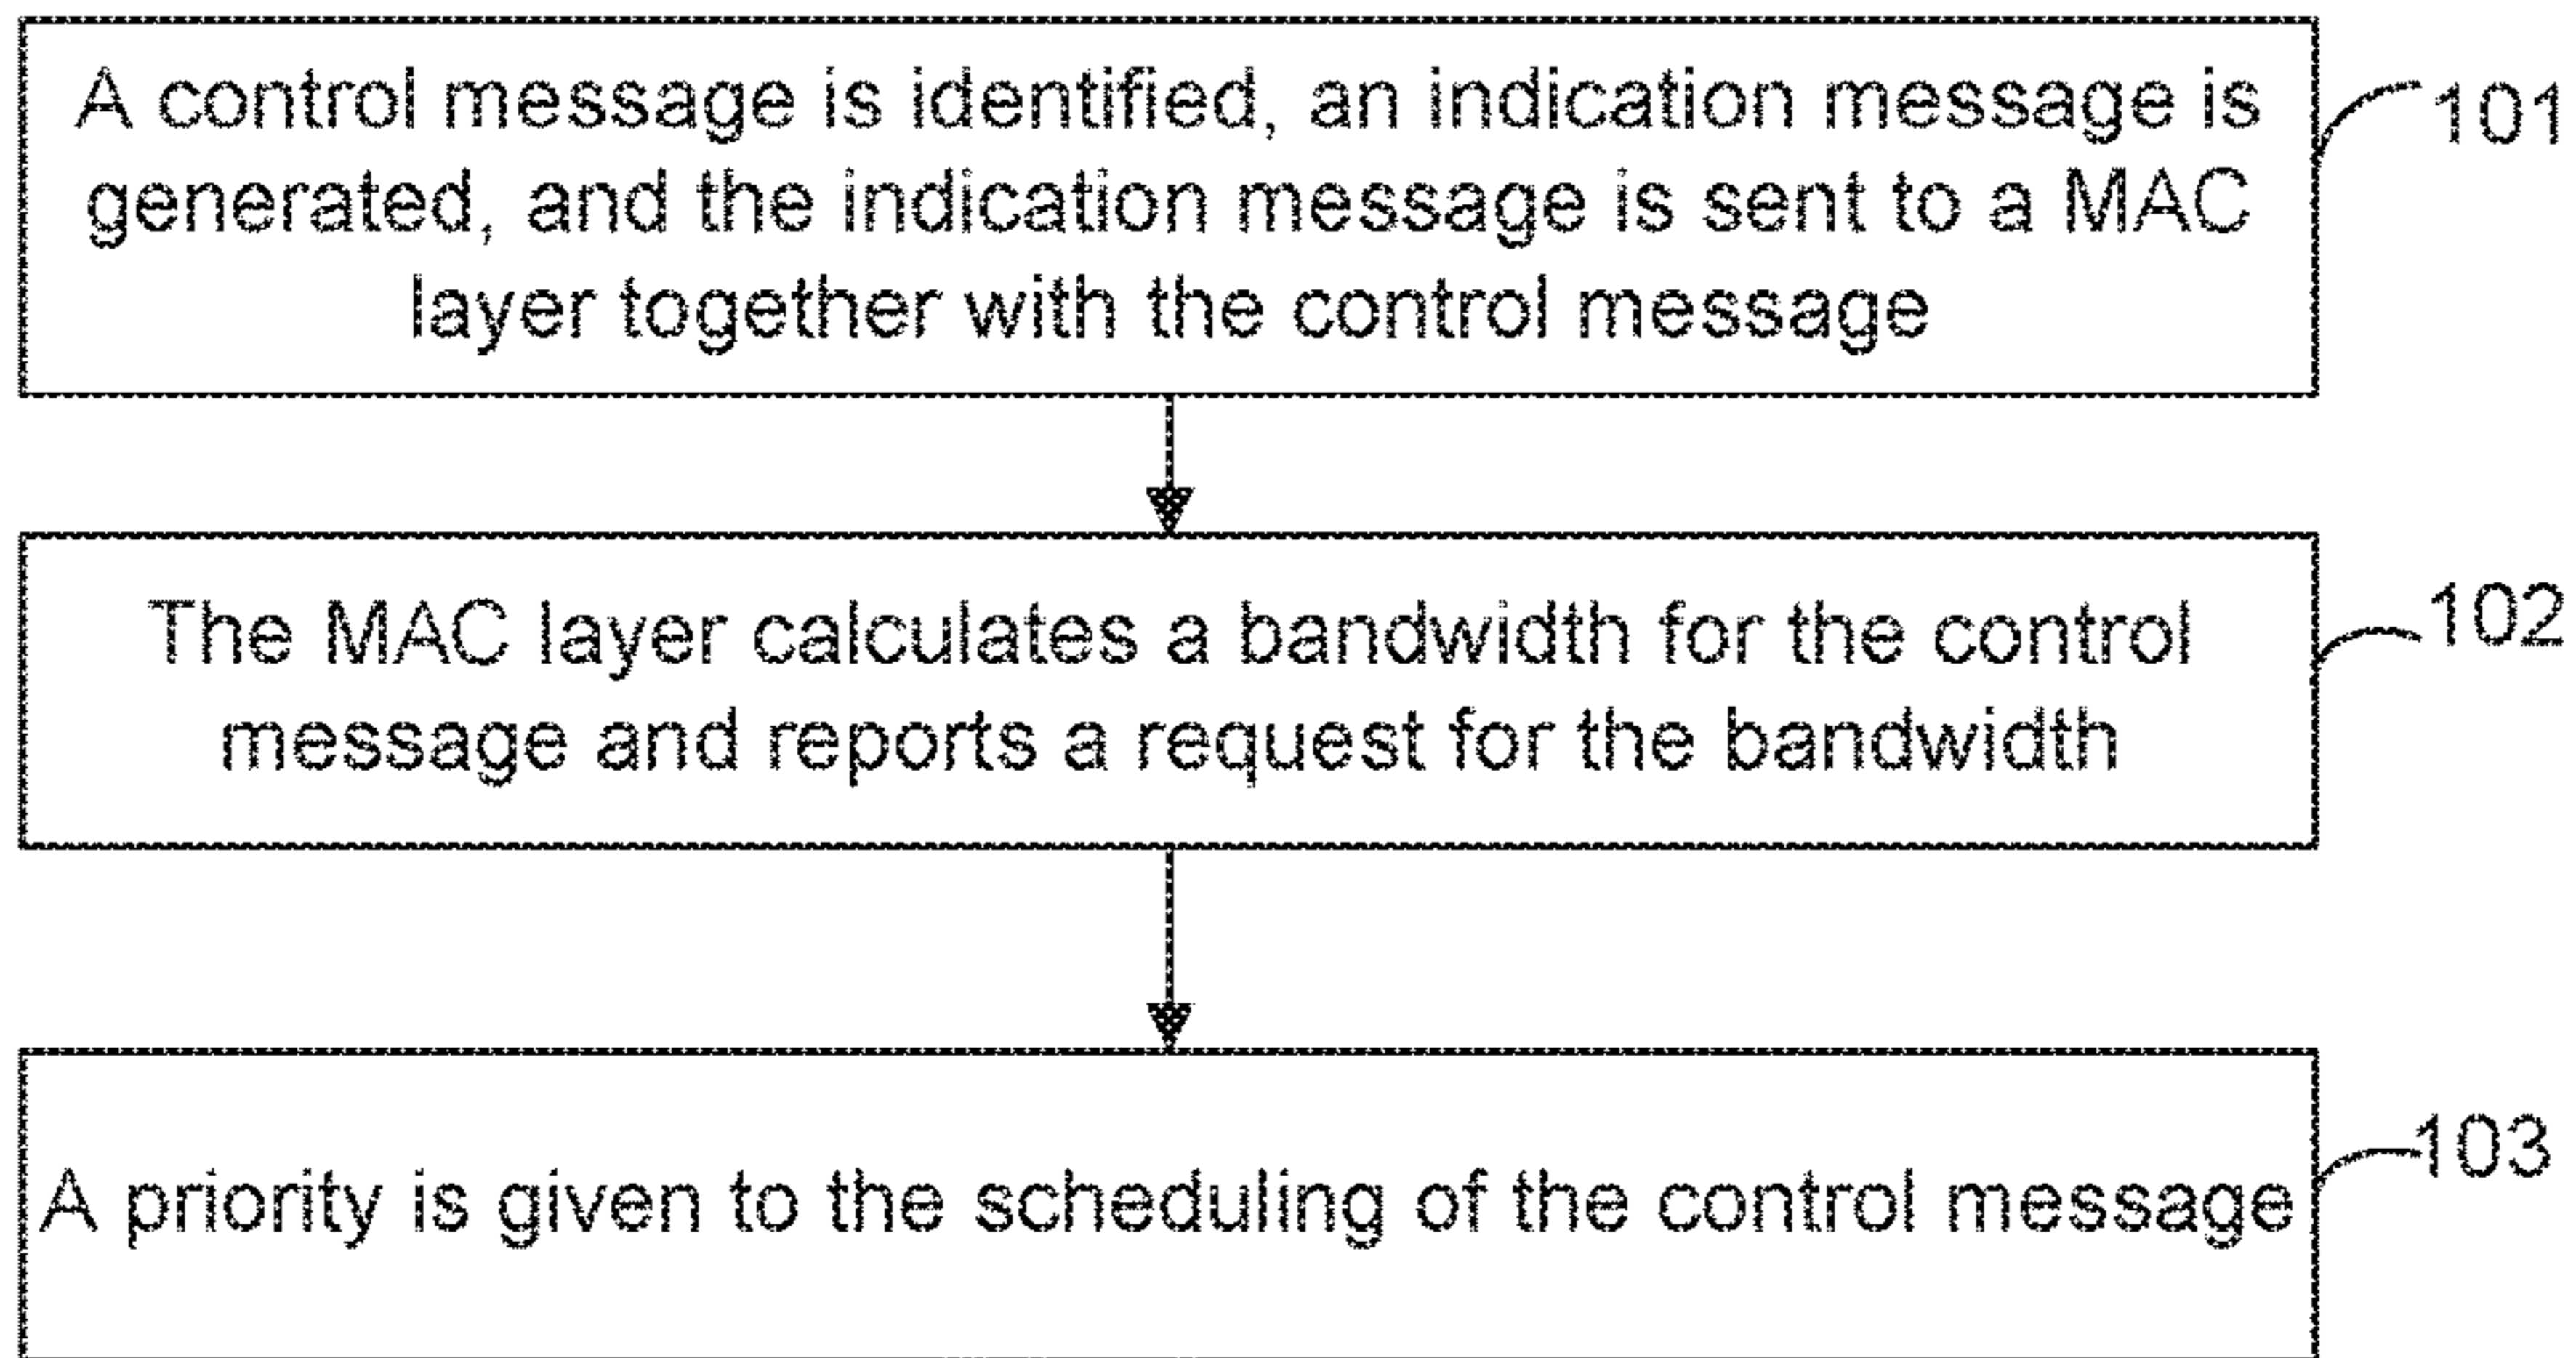 A control message is identified, an indication message is
101
generated, and the indication message is sent to a MAC
layer together with the control message
The MAC layer calculates a bandwidth for the control
102
message and reports a request for the bandwidth
A priority is given to the scheduling of the control message
103